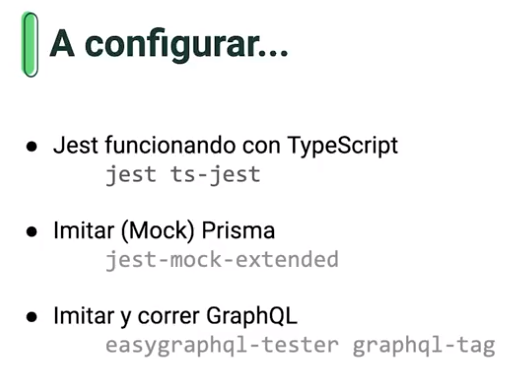 A configurar...
● Jest funcionando con TypeScript
jest ts-jest
● Imitar (Mock) Prisma
jest-mock-extended
● Imitar y correr GraphQL
easygraphql-tester graphql-tag